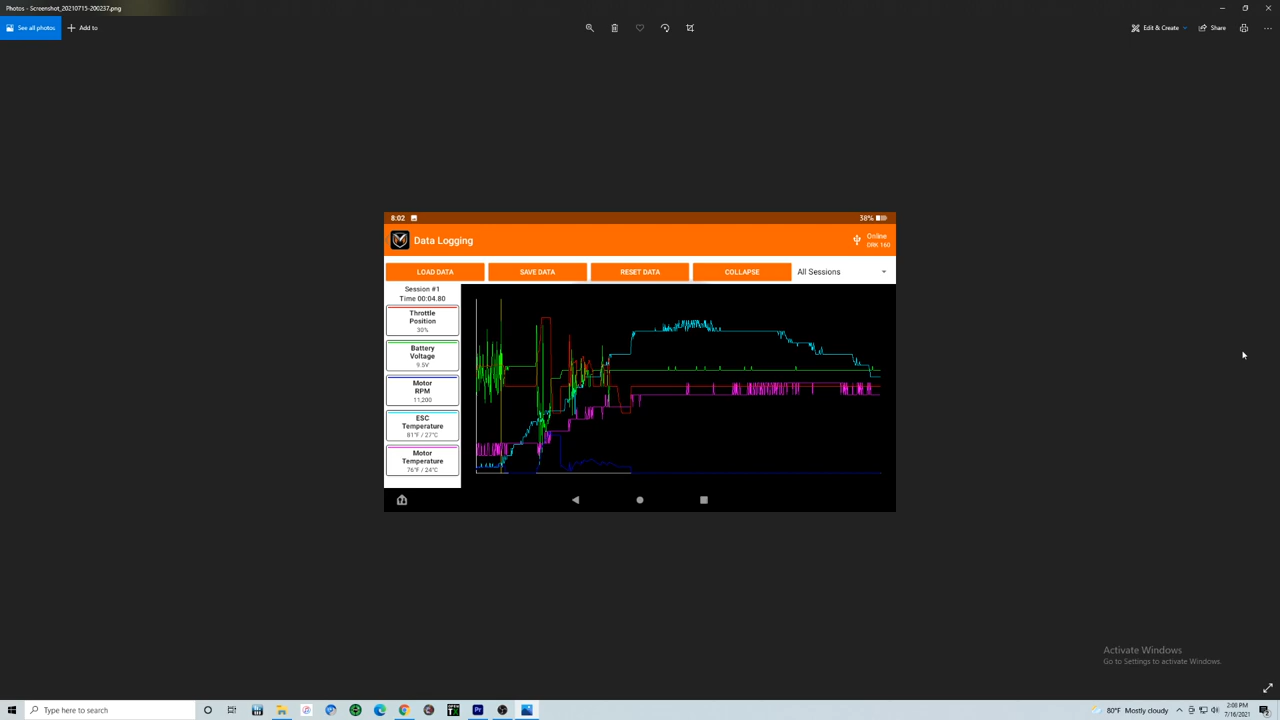 Photos - Screenshot_20210715-200237.png
See all photos
Add to
Edit & Create
Share
8:02
38%
Data Logging
Online
DRK 160
LOAD DATA
SAVE DATA
RESET DATA
COLLAPSE
All Sessions
Session #1
Time 00:04.80
Throttle
Position
30%
Battery
Voltage
9.5V
Motor
RPM
11,200
ESC
Temperature
81°F / 27°C
Motor
Temperature
76°F / 24°C
Activate Windows
Go to Settings to activate Windows.
Type here to search
Pr
80°F Mostly cloudy
2:08 PM
7/16/2021